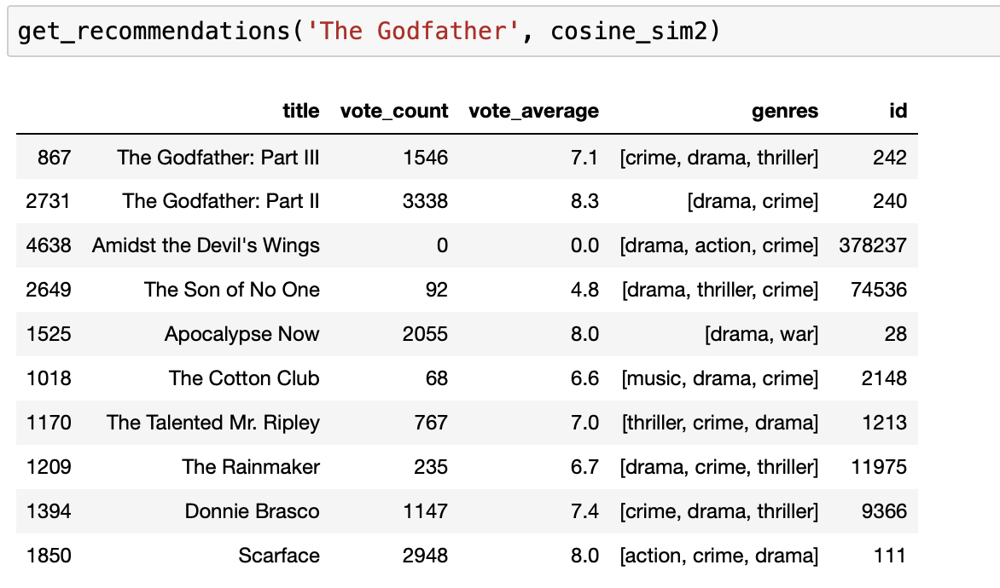 get_recommendations('The Godfather', cosine_sim2)
title vote_count vote_average genres id
867 The Godfather: Part III 1546 7.1 [crime, drama, thriller] 242
2731 The Godfather: Part II 3338 8.3 [drama, crime] 240
4638 Amidst the Devil's Wings 0 0.0 [drama, action, crime] 378237
2649 The Son of No One 92 4.8 [drama, thriller, crime] 74536
1525 Apocalypse Now 2055 8.0 [drama, war] 28
1018 The Cotton Club 68 6.6 [music, drama, crime] 2148
1170 The Talented Mr. Ripley 767 7.0 [thriller, crime, drama] 1213
1209 The Rainmaker 235 6.7 [drama, crime, thriller] 11975
1394 Donnie Brasco 1147 7.4 [crime, drama, thriller] 9366
1850 Scarface 2948 8.0 [action, crime, drama] 111